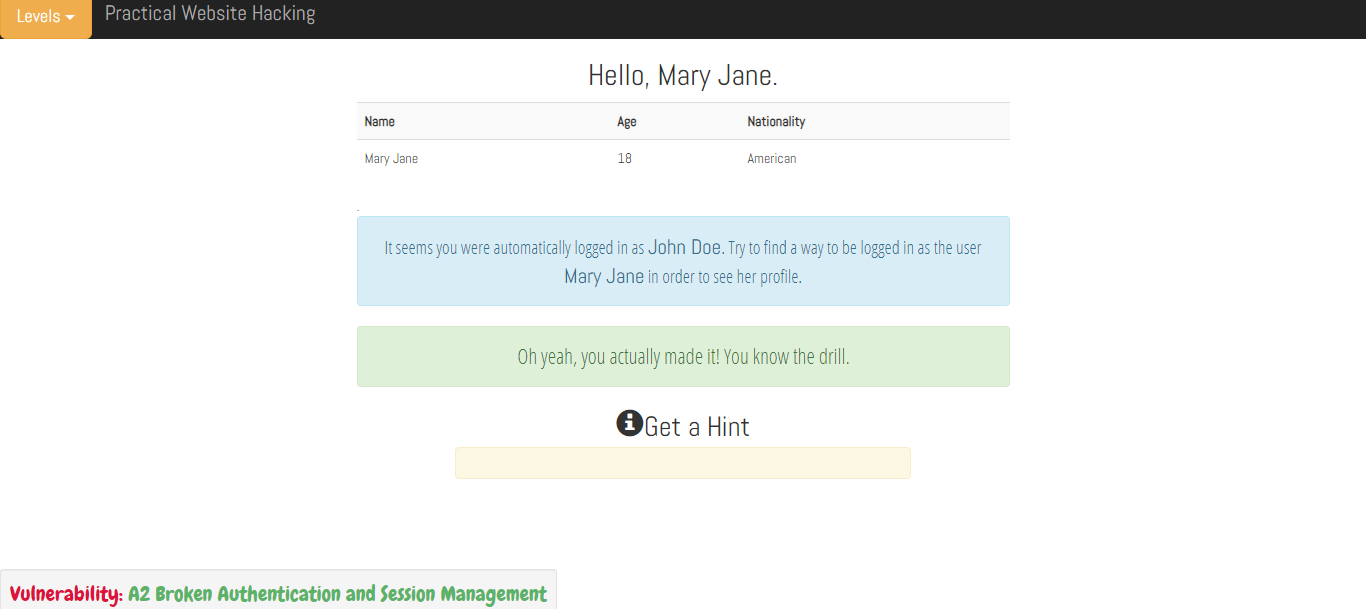 Levels
Practical Website Hacking
Hello, Mary Jane.
Name Age Nationality
Mary Jane 18 American
It seems you were automatically logged in as John Doe. Try to find a way to be logged in as the user
Mary Jane in order to see her profile.
Oh yeah, you actually made it! You know the drill.
Get a Hint
Vulnerability: A2 Broken Authentication and Session Management